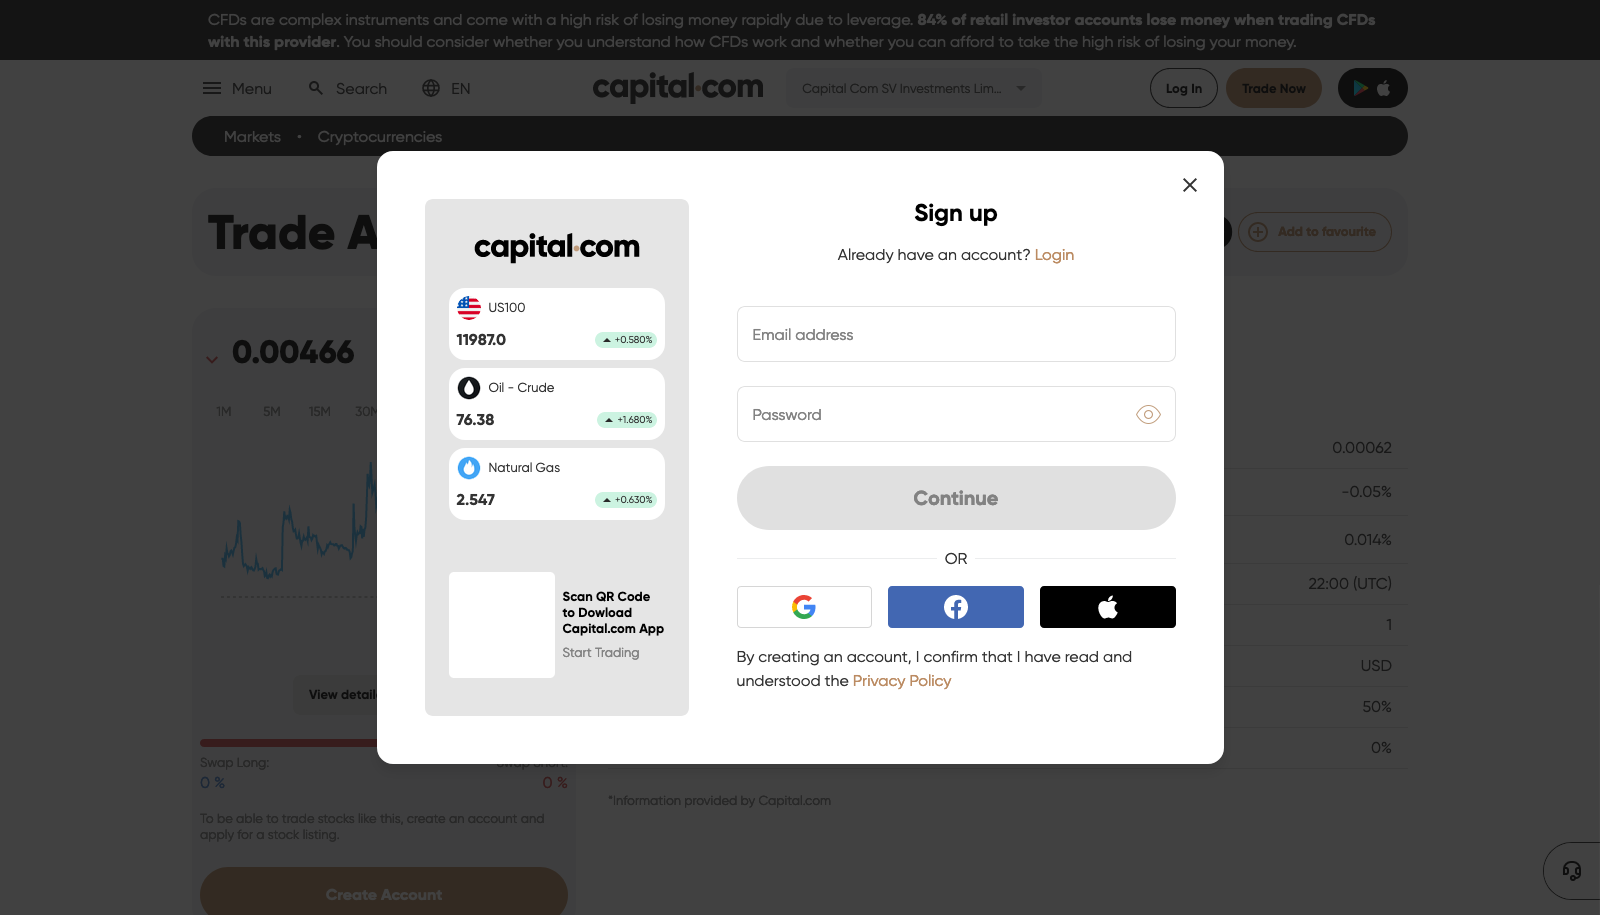 CFDs are complex instruments and come with a high risk of losing money rapidly due to leverage. 84% of retail investor accounts lose money when trading CFDs
with this provider. You should consider whether you understand how CFDs work and whether you can afford to take the high risk of losing your money.
Menu
Search
EN
capital.com
Capital Com SV Investments Lim...
Log In
Trade Now
Markets • Cryptocurrencies
Trade A
Add to favourite
0.00466
1M 5M 15M 30M
View details
Swap Long:
0 %
Swap Short:
0 %
To be able to trade stocks like this, create an account and
apply for a stock listing.
Create Account
0.00062
-0.05%
0.014%
22:00 (UTC)
1
USD
50%
0%
*Information provided by Capital.com
capital.com
US100
11987.0
+0.580%
Oil - Crude
76.38
+1.680%
Natural Gas
2.547
+0.630%
Scan QR Code
to Dowload
Capital.com App
Start Trading
Sign up
Already have an account? Login
Email address
Password
Continue
OR
By creating an account, I confirm that I have read and
understood the Privacy Policy